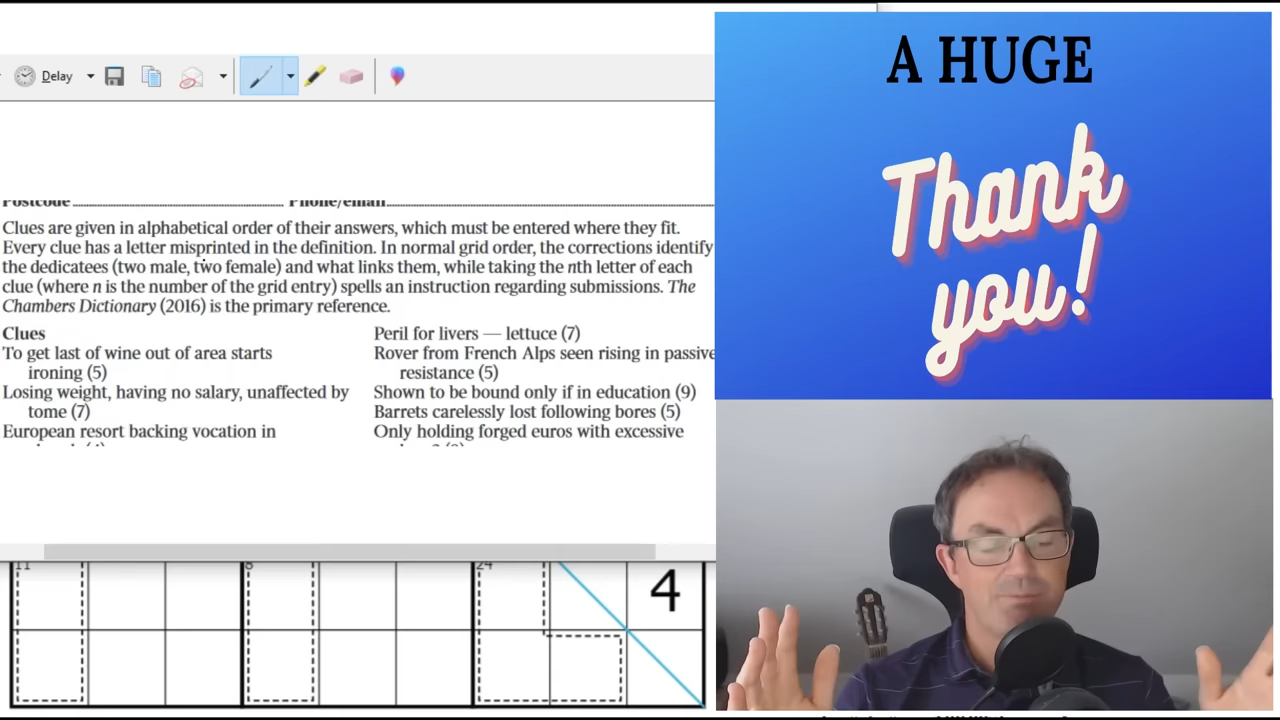 Delay
A HUGE
Thank
you!
Postcode Phone/email
Clues are given in alphabetical order of their answers, which must be entered where they fit.
Every clue has a letter misprinted in the definition. In normal grid order, the corrections identify
the dedicatees (two male, two female) and what links them, while taking the nth letter of each
clue (where n is the number of the grid entry) spells an instruction regarding submissions. The
Chambers Dictionary (2016) is the primary reference.
Clues
To get last of wine out of area starts
ironing (5)
Losing weight, having no salary, unaffected by
tome (7)
European resort backing vocation in
Peril for livers — lettuce (7)
Rover from French Alps seen rising in passive
resistance (5)
Shown to be bound only if in education (9)
Barrets carelessly lost following bores (5)
Only holding forged euros with excessive
11
8
24
4